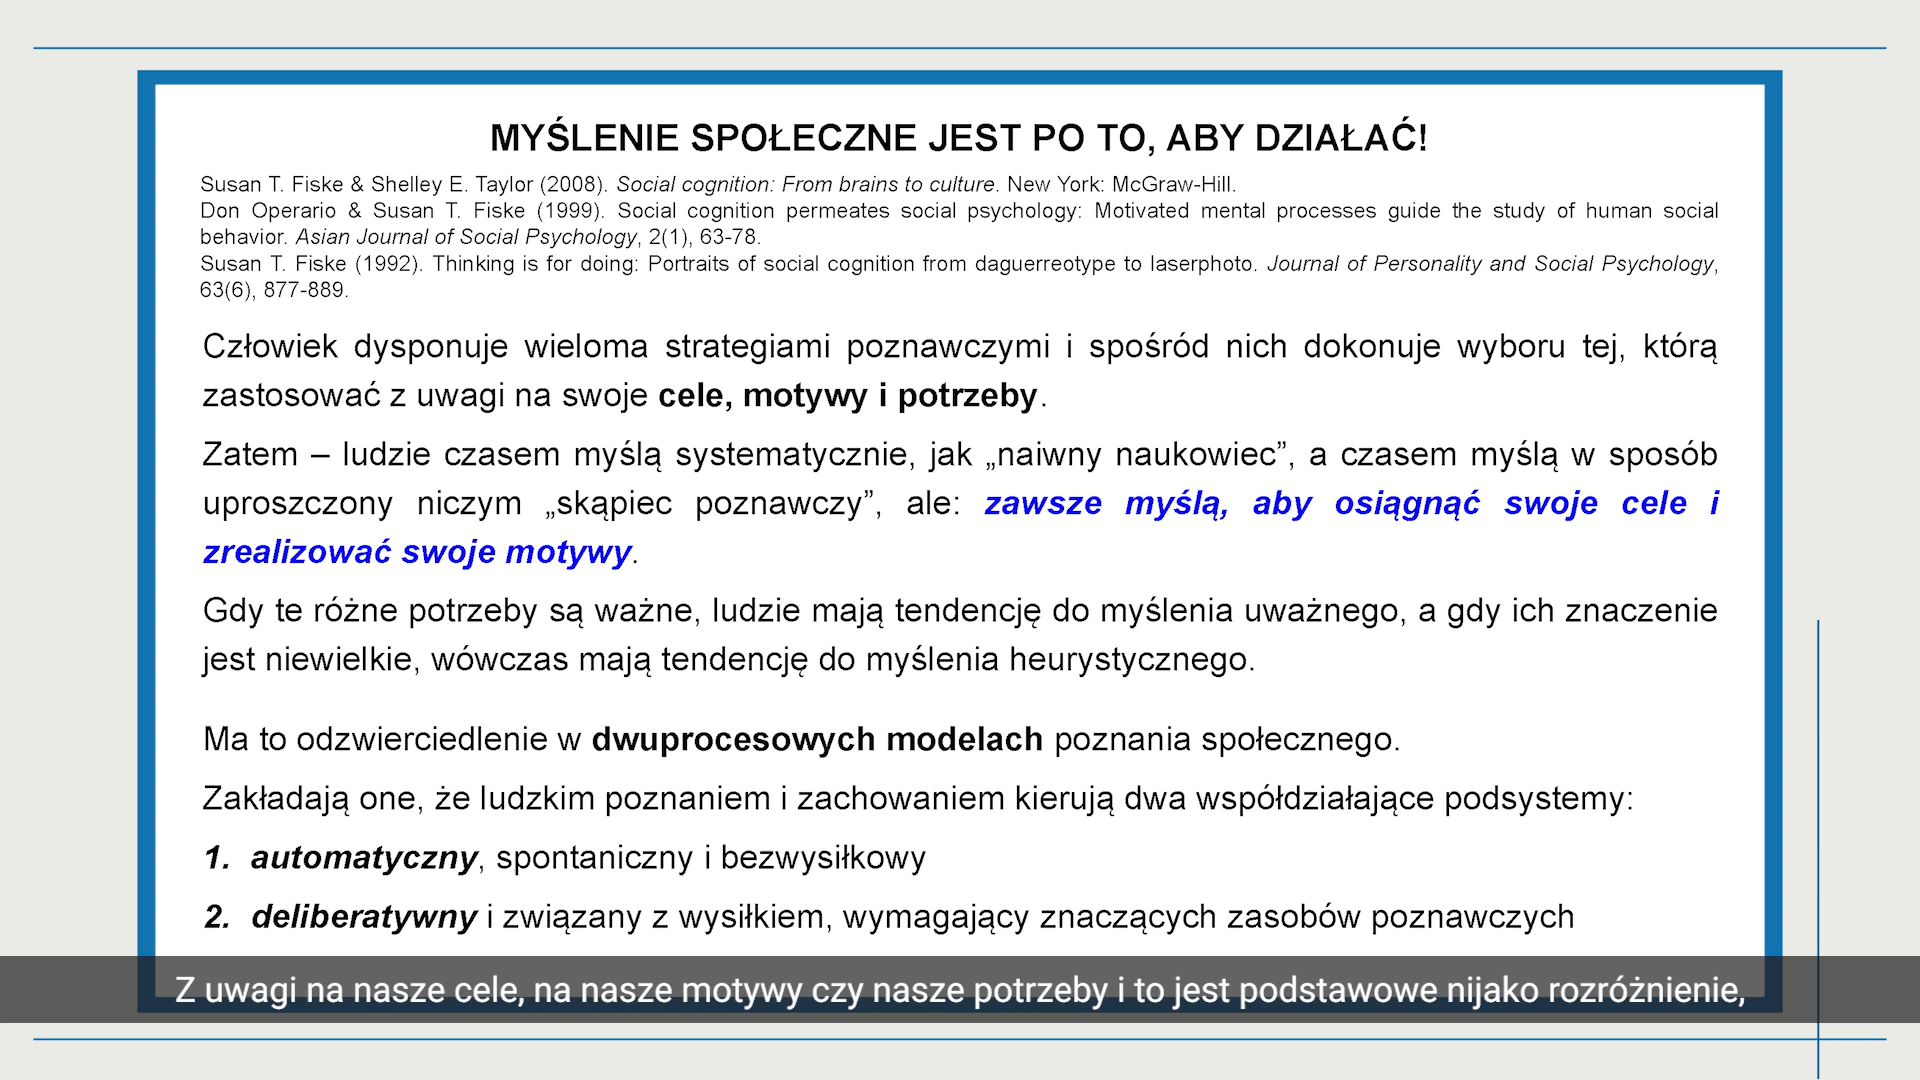 MYŚLENIE SPOŁECZNE JEST PO TO, ABY DZIAŁAĆ!
Susan T. Fiske & Shelley E. Taylor (2008). Social cognition: From brains to culture. New York: McGraw-Hill.
Don Operario & Susan T. Fiske (1999). Social cognition permeates social psychology: Motivated mental processes guide the study of human social
behavior. Asian Journal of Social Psychology, 2(1), 63-78.
Susan T. Fiske (1992). Thinking is for doing: Portraits of social cognition from daguerreotype to laserphoto. Journal of Personality and Social Psychology,
63(6), 877-889.
Człowiek dysponuje wieloma strategiami poznawczymi i spośród nich dokonuje wyboru tej, którą
zastosować z uwagi na swoje cele, motywy i potrzeby.
Zatem – ludzie czasem myślą systematycznie, jak „naiwny naukowiec”, a czasem myślą w sposób
uproszczony niczym „skąpiec poznawczy”, ale: zawsze myślą, aby osiągnąć swoje cele i
zrealizować swoje motywy.
Gdy te różne potrzeby są ważne, ludzie mają tendencję do myślenia uważnego, a gdy ich znaczenie
jest niewielkie, wówczas mają tendencję do myślenia heurystycznego.
Ma to odzwierciedlenie w dwuprocesowych modelach poznania społecznego.
Zakładają one, że ludzkim poznaniem i zachowaniem kierują dwa współdziałające podsystemy:
1. automatyczny, spontaniczny i bezwysiłkowy
2. deliberatywny i związany z wysiłkiem, wymagający znaczących zasobów poznawczych
Z uwagi na nasze cele, na nasze motywy czy nasze potrzeby i to jest podstawowe nijako rozróżnienie,